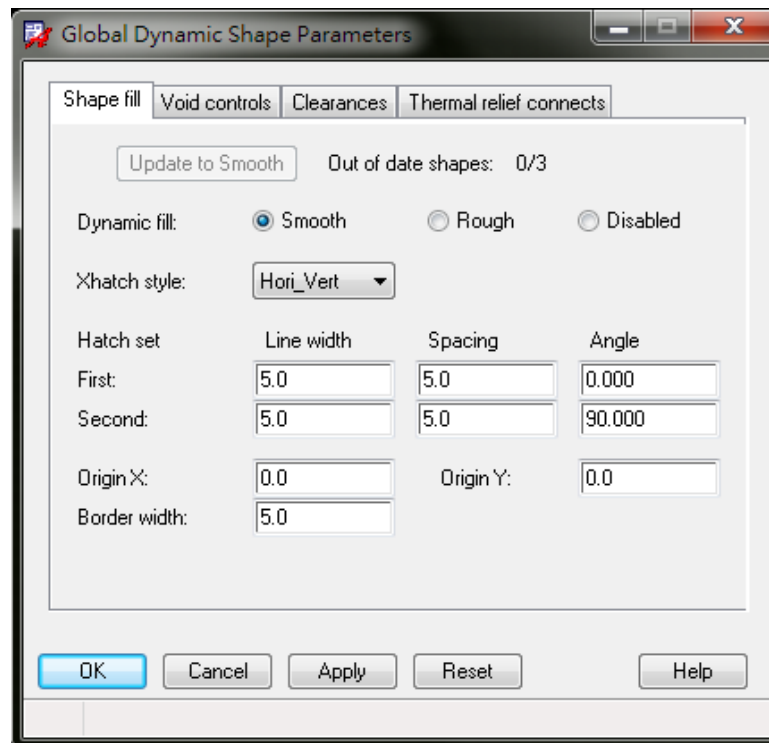 Global Dynamic Shape Parameters
Shape fill Void controls Clearances Thermal relief connects
Update to Smooth Out of date shapes: 0/3
Dynamic fill: Smooth Rough Disabled
Xhatch style: Hori_Vert
Hatch set Line width Spacing Angle
First: 5.0 5.0 0.000
Second: 5.0 5.0 90.000
Origin X: 0.0 Origin Y: 0.0
Border width: 5.0
OK Cancel Apply Reset Help